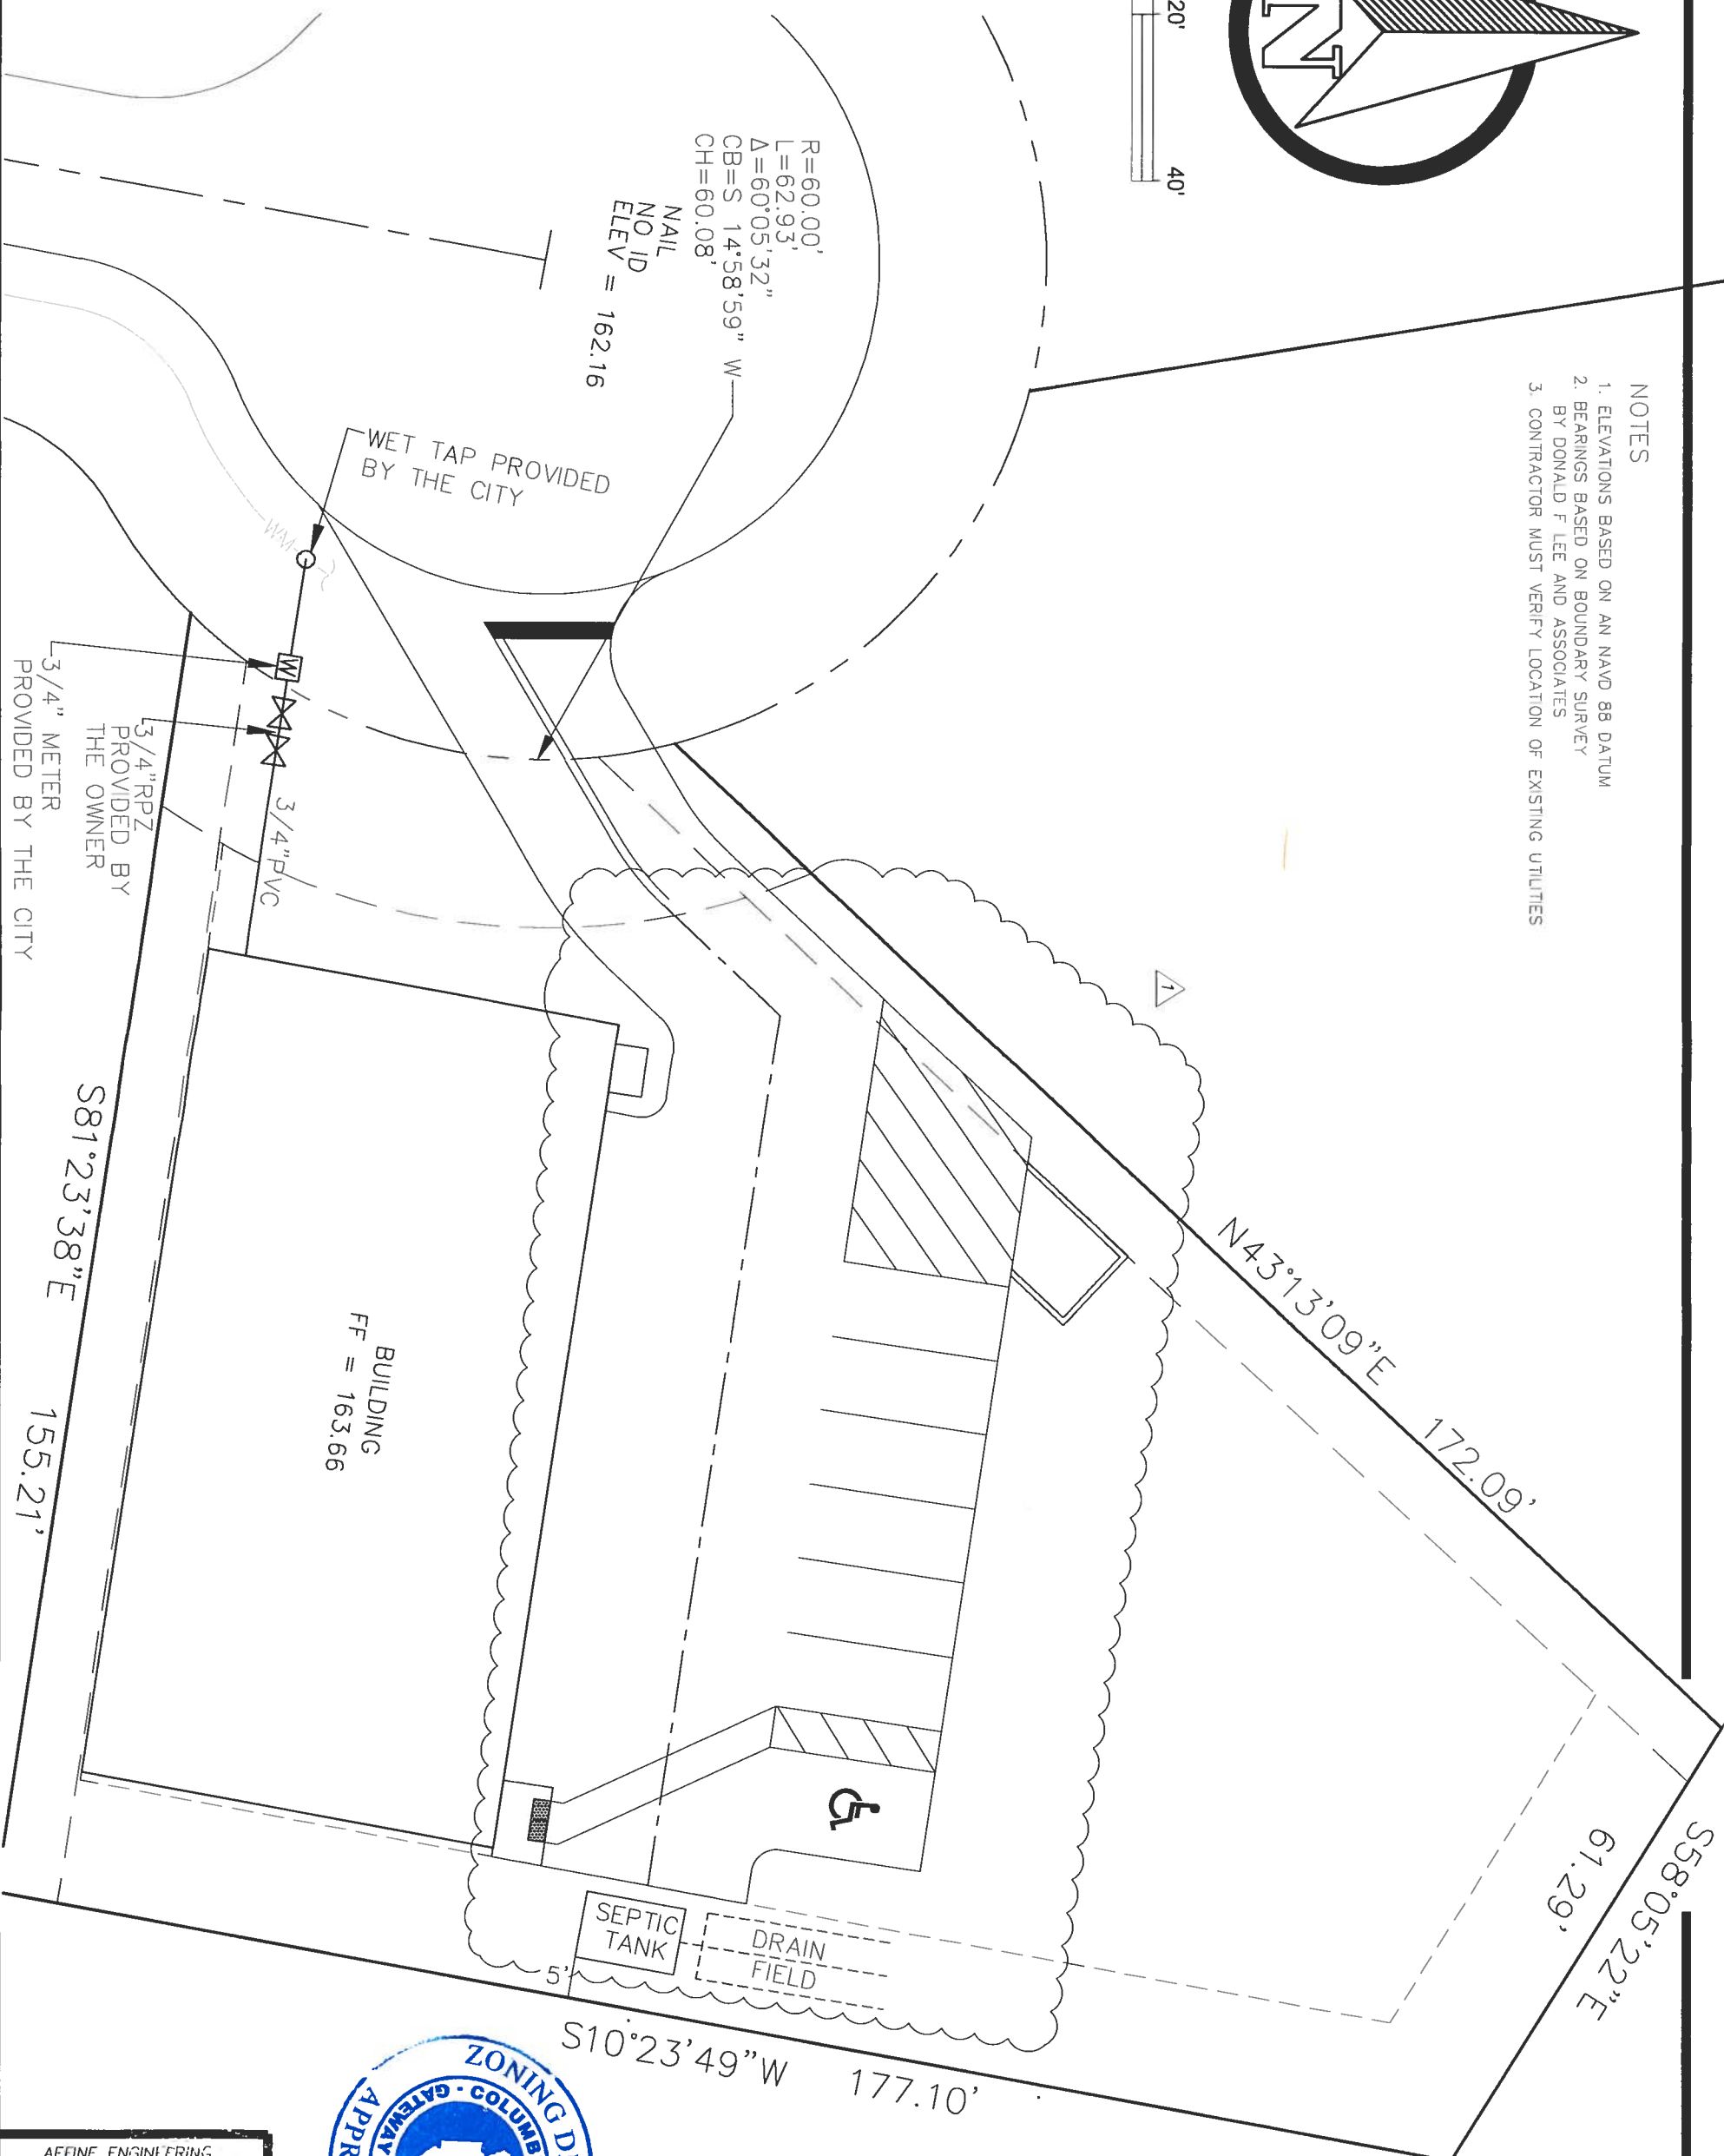 N
20'
40'
NOTES
1. ELEVATIONS BASED ON AN NAVD 88 DATUM
2. BEARINGS BASED ON BOUNDARY SURVEY
BY DONALD F LEE AND ASSOCIATES
3. CONTRACTOR MUST VERIFY LOCATION OF EXISTING UTILITIES
R=60.00'
L=62.93'
Δ=60°05'32"
CB=S 14°58'59" W
CH=60.08'
NAIL
NO ID
ELEV = 162.16
WET TAP PROVIDED
BY THE CITY
WM
W
3/4" METER
PROVIDED BY THE CITY
3/4"RPZ
PROVIDED BY
THE OWNER
3/4"PVC
1
N43°13'09"E 172.09'
S58°05'22"E
61.29'
BUILDING
FF = 163.66
S81°23'38"E 155.21'
SEPTIC
TANK
DRAIN
FIELD
5'
S10°23'49"W 177.10'
ZONING D
APPR
GATEWAY
COLUMB
AFFINE ENGINEERING